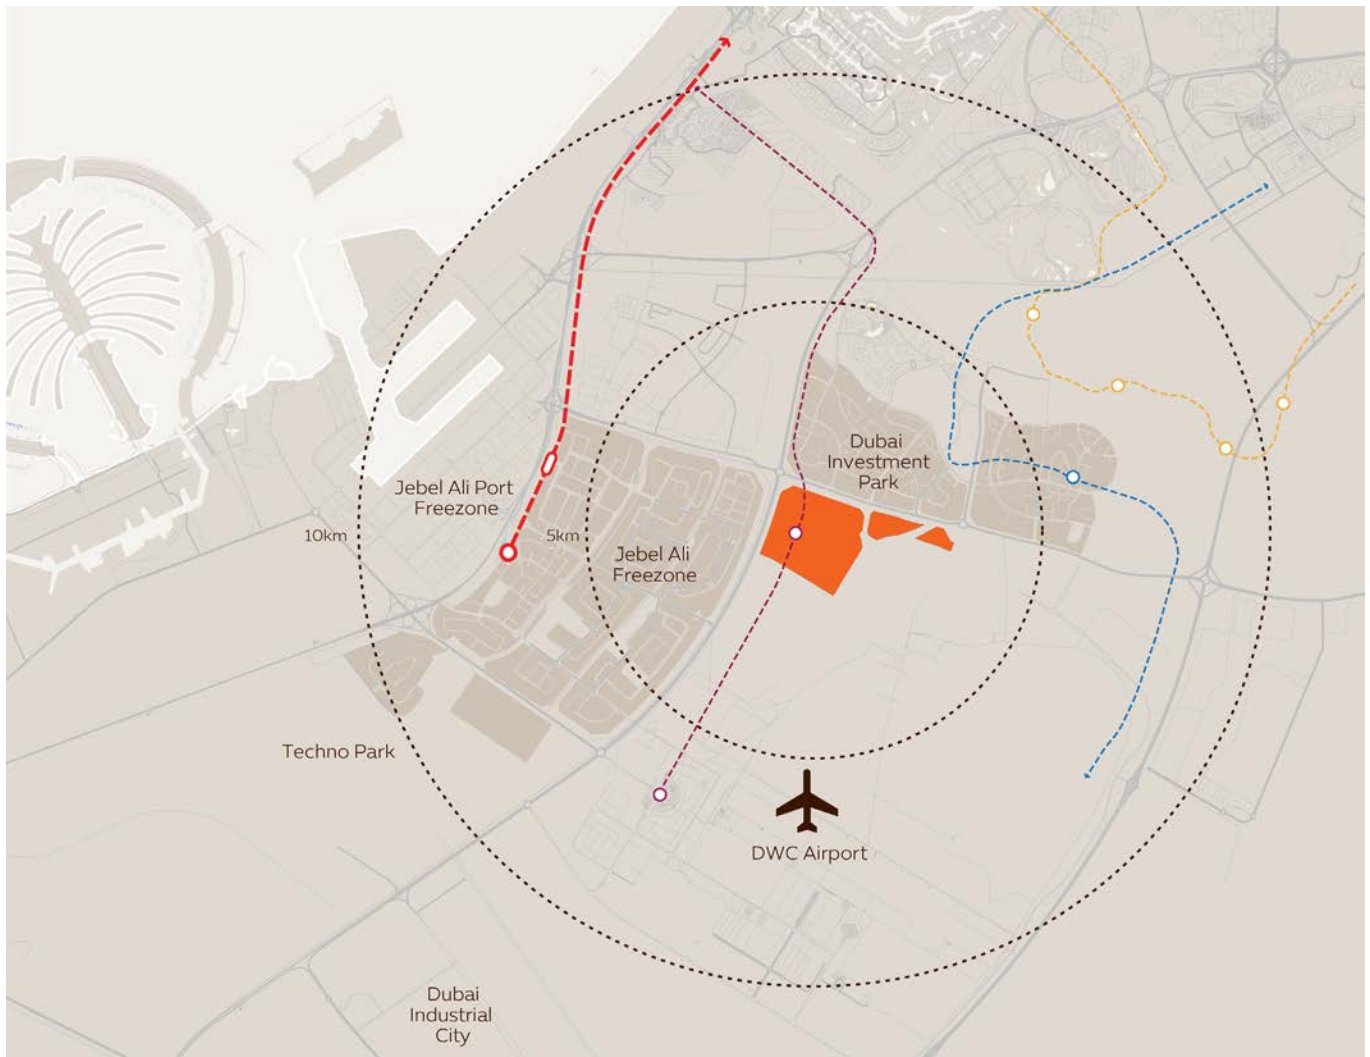 Dubai
Investment
Park
Jebel Ali Port
Freezone
10km
5km
Jebel Ali
Freezone
Techno Park
DWC Airport
Dubai
Industrial
City